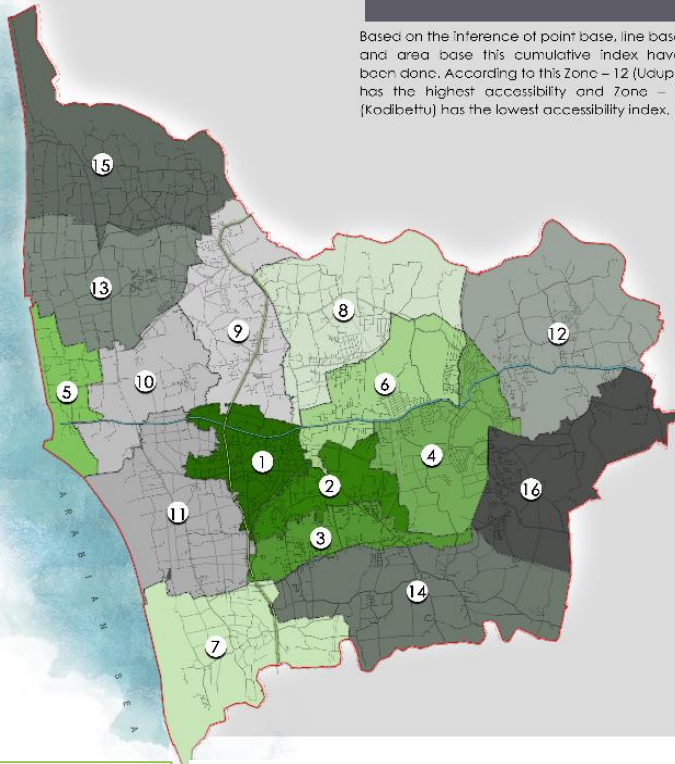 Based on the inference of point base, line base
and area base this cumulative index have
been done. According to this Zone – 12 (Udup
has the highest accessibility and Zone –
(Kodibettu) has the lowest accessibility index.
15
13
8
9
12
10
6
5
4
1
2
16
11
3
14
7
ARABIAN SEA